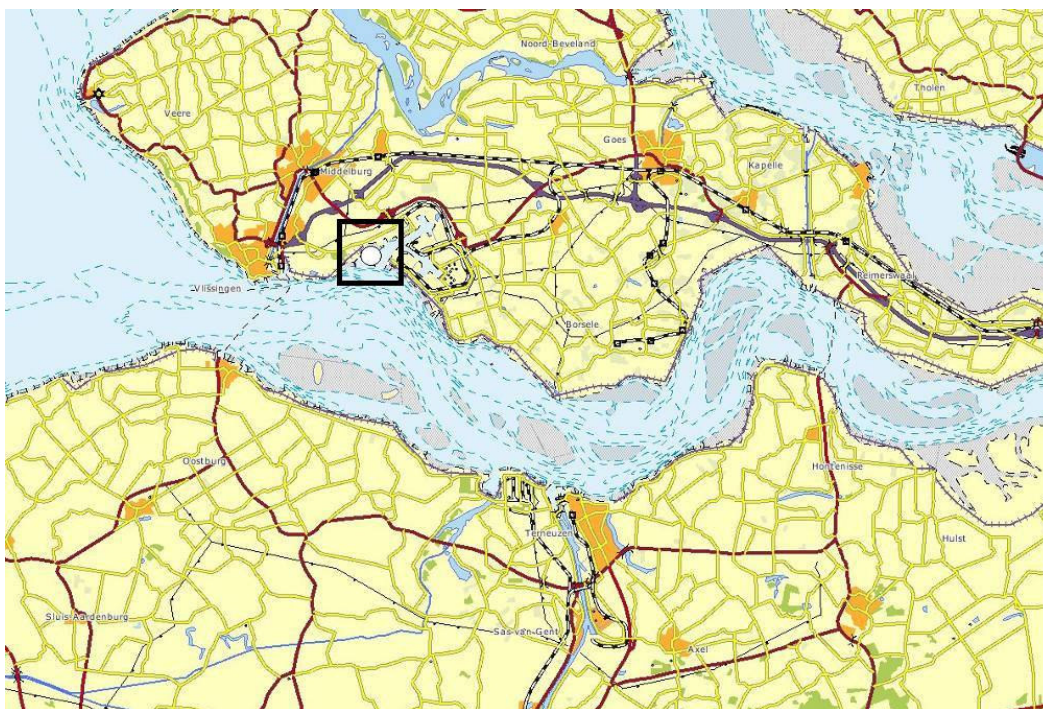 Noord-Beveland
Tholen
Veere
Goes
Kapelle
Middelburg
Reimerswaal
Vlissingen
Borsele
Oostburg
Hontenisse
Terneuzen
Hulst
Sluis-Aardenburg
Sas van Gent
Axel